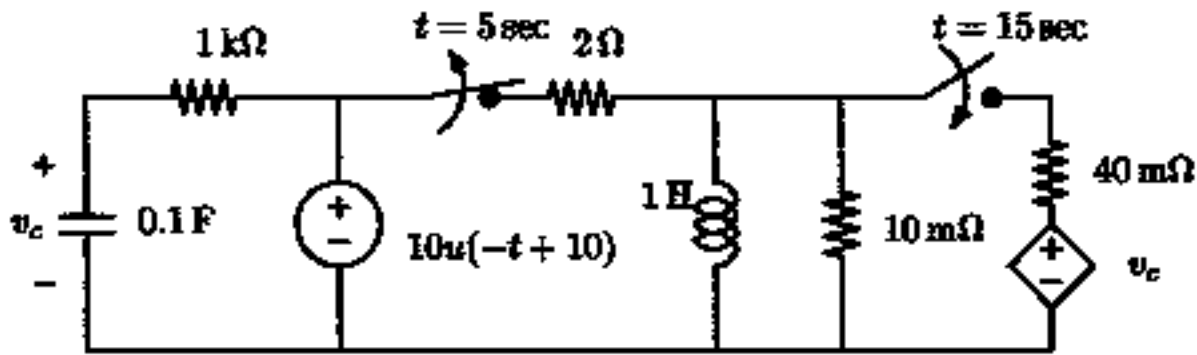 1 kΩ
t = 5 sec
2 Ω
t = 15 sec
+
v_c
−
0.1 F
+
−
10u(−t + 10)
1 H
10 mΩ
40 mΩ
+
−
v_c